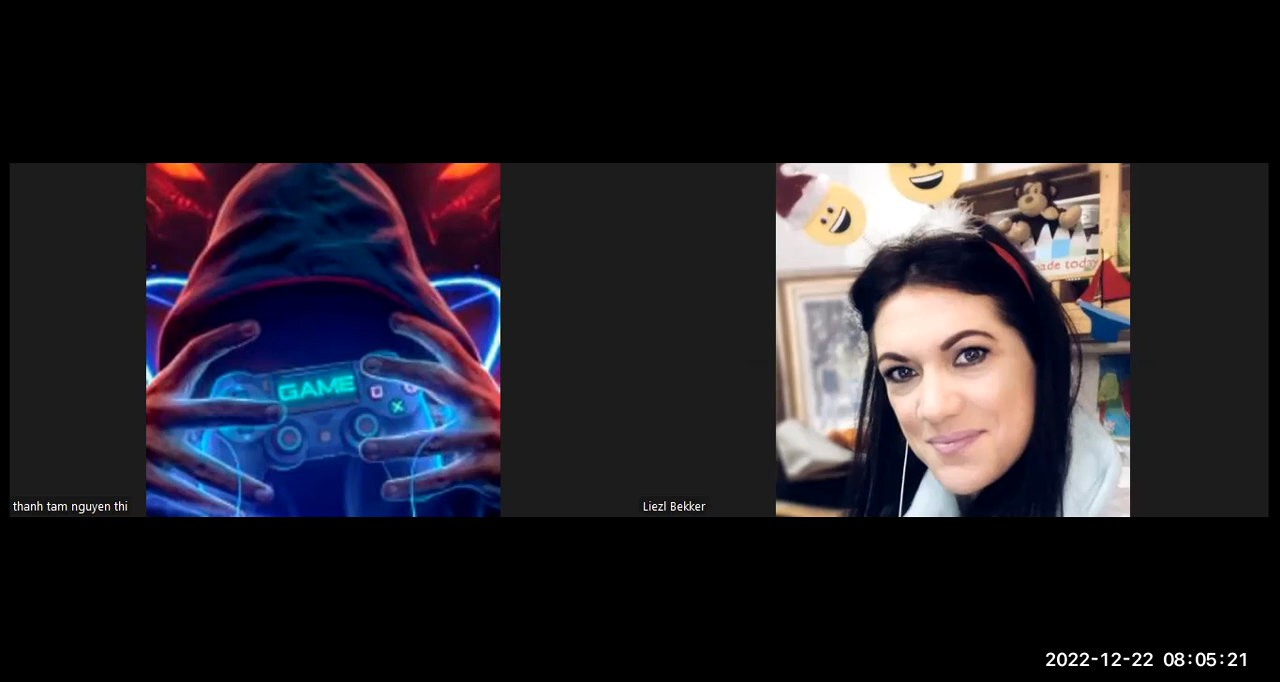 GAME
ade today
thanh tam nguyen thi
Liezl Bekker
2022-12-22 08:05:21